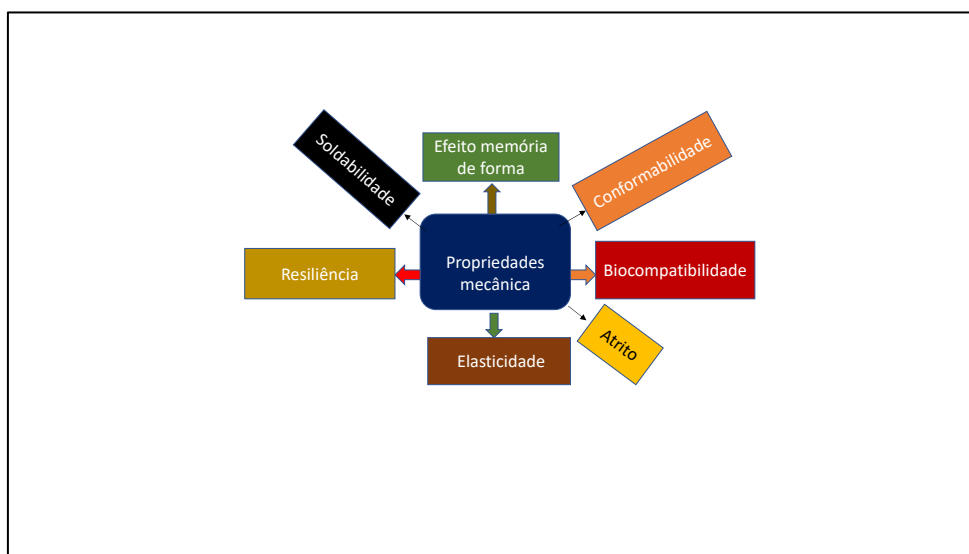 Soldabilidade
Efeito memória
de forma
Conformabilidade
Resiliência
Propriedades
mecânica
Biocompatibilidade
Atrito
Elasticidade